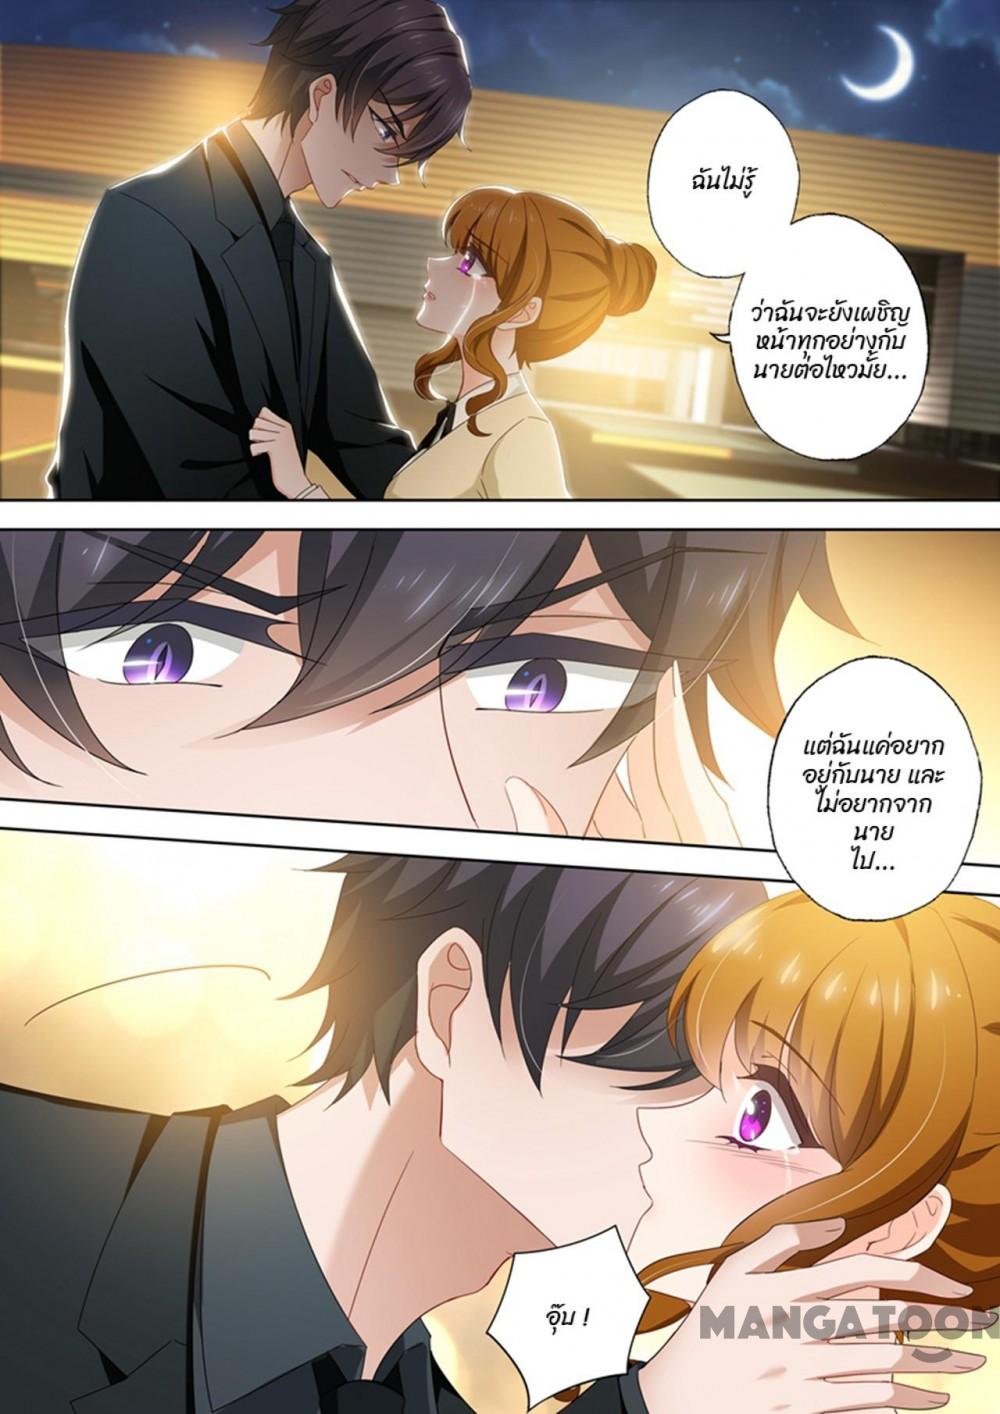 ฉันไม่รู้
ว่าฉันจะยังเผชิญ
หน้าทุกอย่างกับ
นายต่อไหวมั้ย...
แต่ฉันแค่อยาก
อยู่กับนาย และ
ไม่อยากจาก
นาย
ไป...
อุ๊บ !
MANGATOON